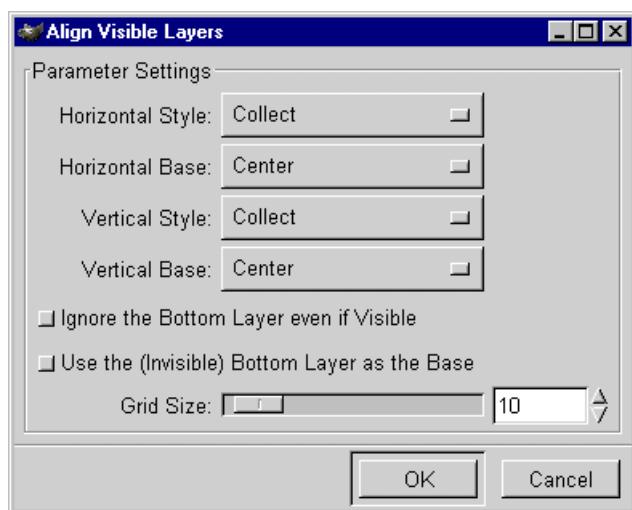 Align Visible Layers
Parameter Settings
Horizontal Style: Collect
Horizontal Base: Center
Vertical Style: Collect
Vertical Base: Center
Ignore the Bottom Layer even if Visible
Use the (Invisible) Bottom Layer as the Base
Grid Size: 10
OK Cancel